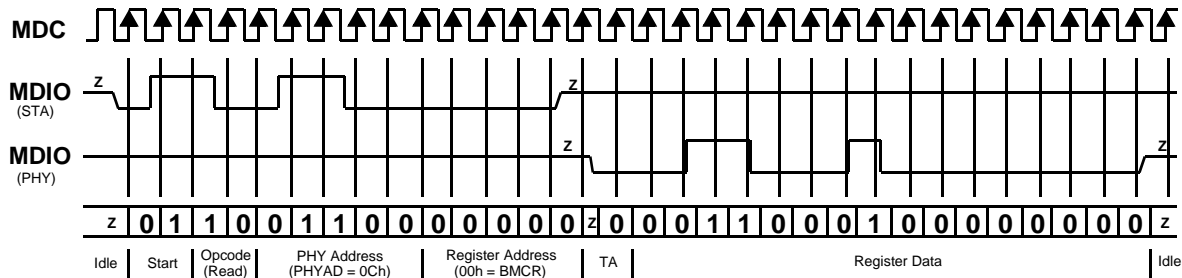 MDC
z
MDIO
(STA)
z
MDIO
(PHY)
z
z
z 0 1 1 0 0 1 1 0 0 0 0 0 0 0 z 0 0 0 1 1 0 0 0 1 0 0 0 0 0 0 0 0 z
Idle
Start
Opcode
(Read)
PHY Address
(PHYAD = 0Ch)
Register Address
(00h = BMCR)
TA
Register Data
Idle